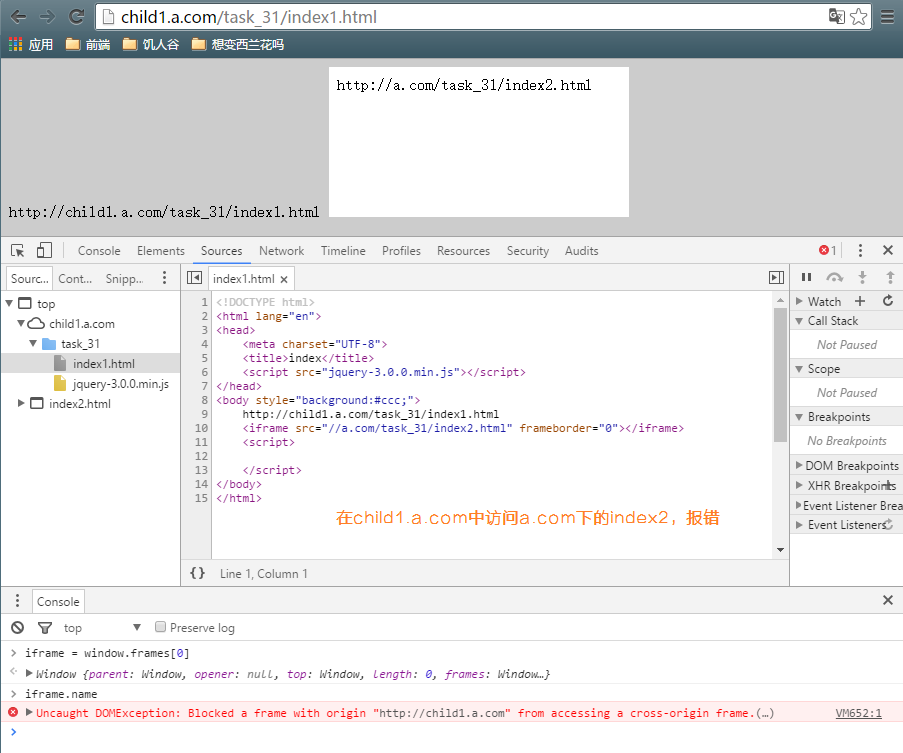 child1.a.com/task_31/index1.html
应用 前端 饥人谷 想变西兰花吗
http://a.com/task_31/index2.html
http://child1.a.com/task_31/index1.html
Console Elements Sources Network Timeline Profiles Resources Security Audits 1
Sourc... Cont... Snipp... index1.html
top
child1.a.com
task_31
index1.html
jquery-3.0.0.min.js
index2.html
1 <!DOCTYPE html>
2 <html lang="en">
3 <head>
4 <meta charset="UTF-8">
5 <title>index</title>
6 <script src="jquery-3.0.0.min.js"></script>
7 </head>
8 <body style="background:#ccc;">
9 http://child1.a.com/task_31/index1.html
10 <iframe src="//a.com/task_31/index2.html" frameborder="0"></iframe>
11 <script>
12
13 </script>
14 </body>
15 </html>
在child1.a.com中访问a.com下的index2，报错
{} Line 1, Column 1
Watch
Call Stack
Not Paused
Scope
Not Paused
Breakpoints
No Breakpoints
DOM Breakpoints
XHR Breakpoints
Event Listener Brea
Event Listeners
Console
top Preserve log
> iframe = window.frames[0]
Window {parent: Window, opener: null, top: Window, length: 0, frames: Window…}
> iframe.name
Uncaught DOMException: Blocked a frame with origin "http://child1.a.com" from accessing a cross-origin frame.(…) VM652:1
>